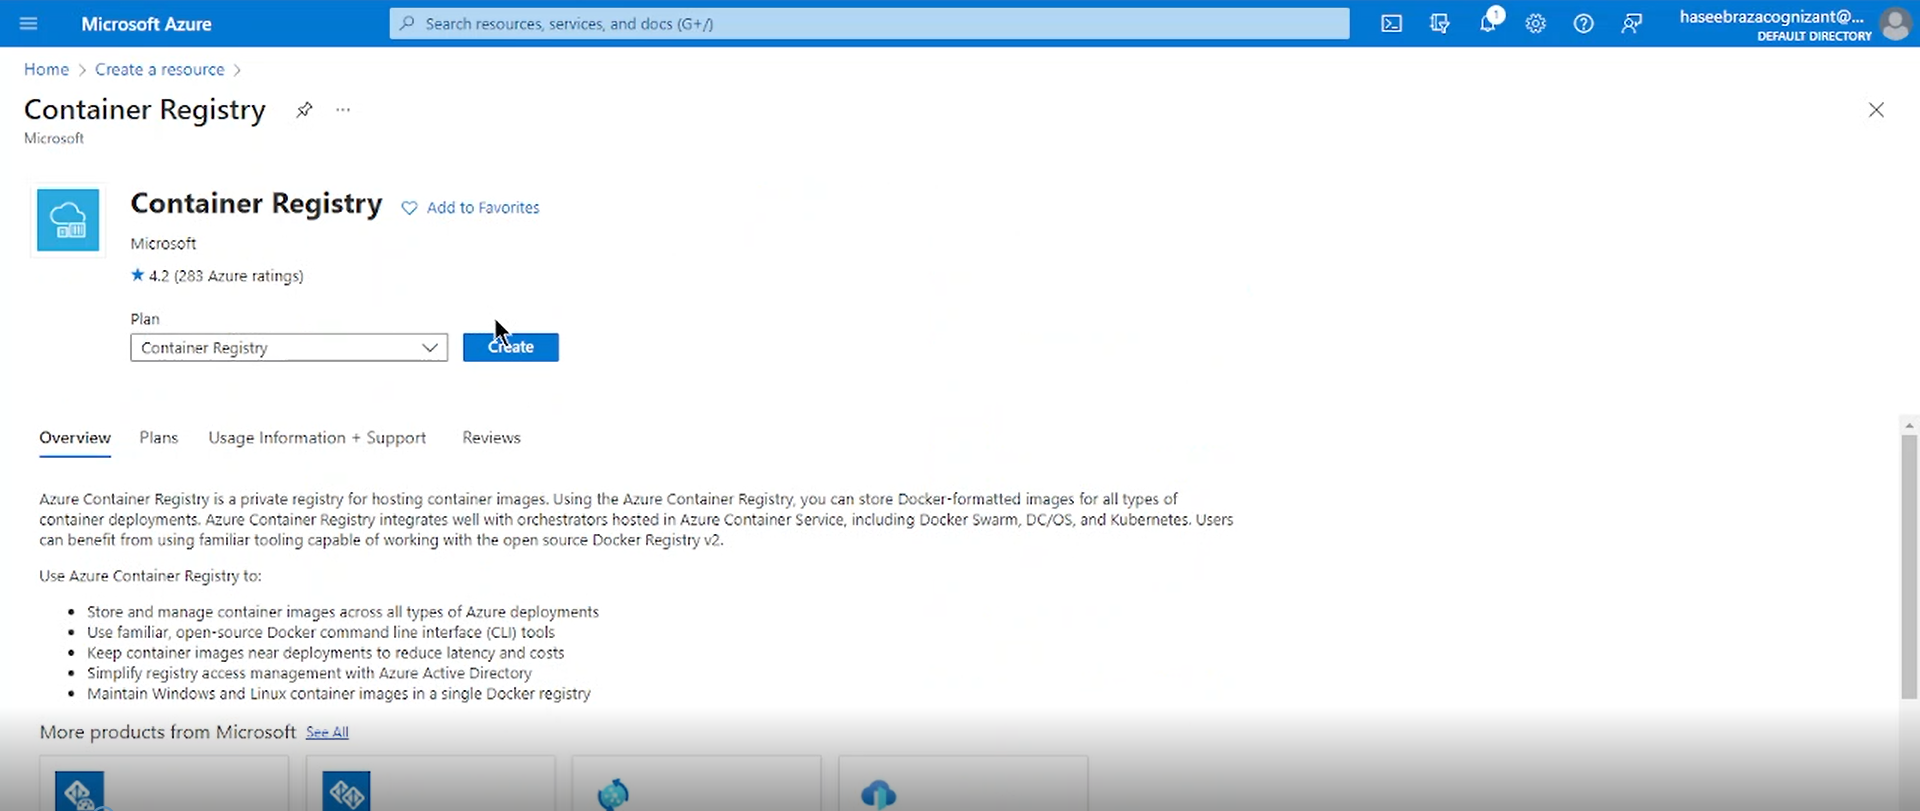 Microsoft Azure
Search resources, services, and docs (G+/)
1
haseebrazacognizant@...
DEFAULT DIRECTORY
Home > Create a resource >
Container Registry
Microsoft
Container Registry
Add to Favorites
Microsoft
4.2 (283 Azure ratings)
Plan
Container Registry
Create
Overview Plans Usage Information + Support Reviews
Azure Container Registry is a private registry for hosting container images. Using the Azure Container Registry, you can store Docker-formatted images for all types of
container deployments. Azure Container Registry integrates well with orchestrators hosted in Azure Container Service, including Docker Swarm, DC/OS, and Kubernetes. Users
can benefit from using familiar tooling capable of working with the open source Docker Registry v2.
Use Azure Container Registry to:
• Store and manage container images across all types of Azure deployments
• Use familiar, open-source Docker command line interface (CLI) tools
• Keep container images near deployments to reduce latency and costs
• Simplify registry access management with Azure Active Directory
• Maintain Windows and Linux container images in a single Docker registry
More products from Microsoft See All